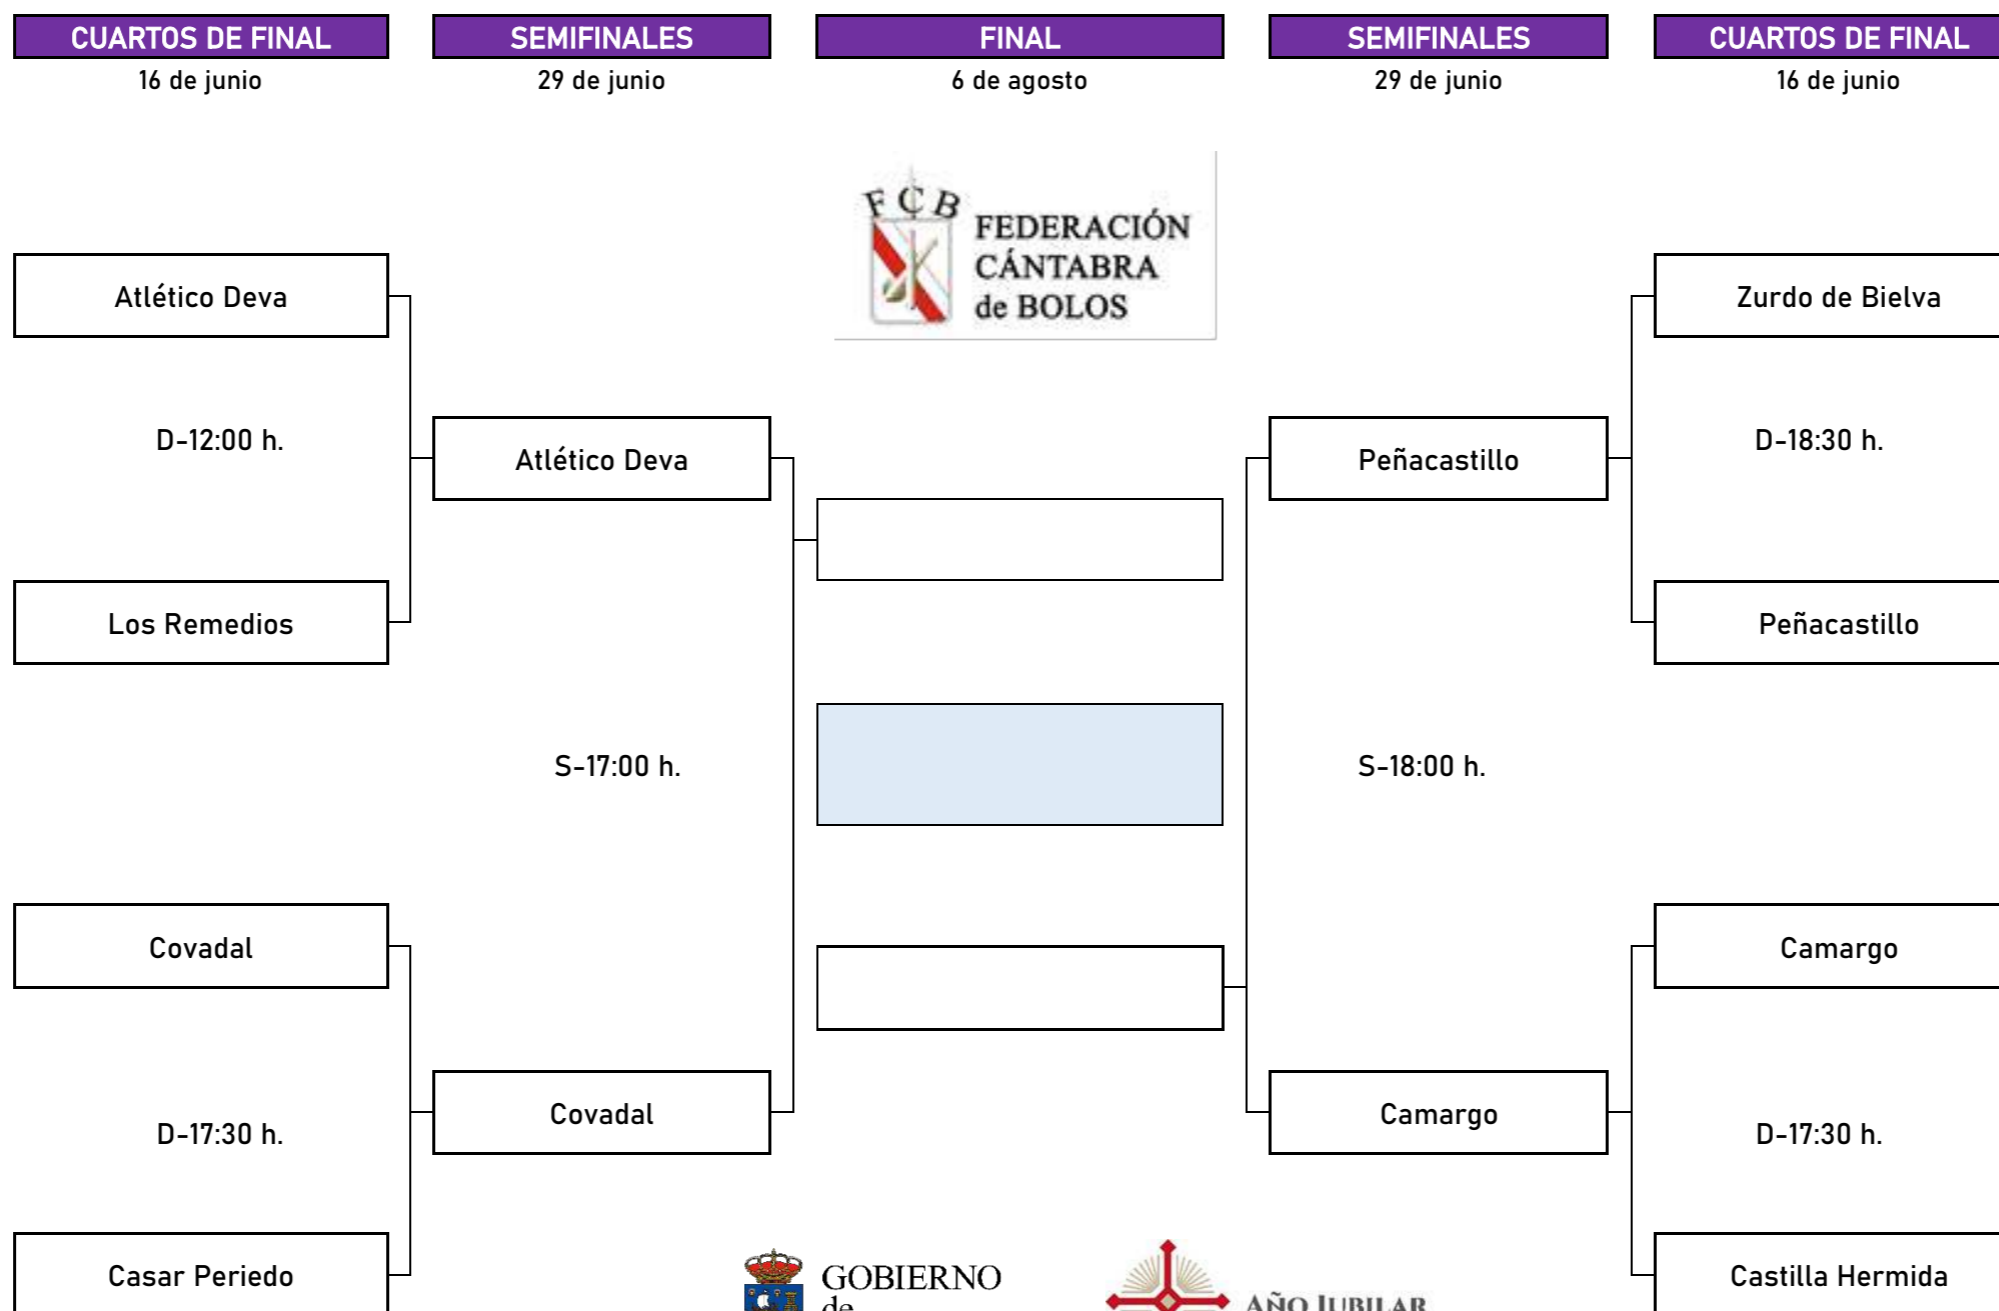 CUARTOS DE FINAL
SEMIFINALES
FINAL
SEMIFINALES
CUARTOS DE FINAL
16 de junio
29 de junio
6 de agosto
29 de junio
16 de junio
FCB
FEDERACIÓN
CÁNTABRA
de BOLOS
Atlético Deva
Zurdo de Bielva
D-12:00 h.
D-18:30 h.
Atlético Deva
Peñacastillo
Los Remedios
Peñacastillo
S-17:00 h.
S-18:00 h.
Covadal
Camargo
Covadal
Camargo
D-17:30 h.
D-17:30 h.
Casar Periedo
Castilla Hermida
GOBIERNO
de
AÑO JUBILAR